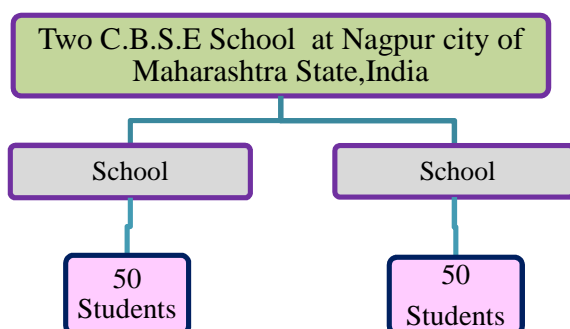 Two C.B.S.E School at Nagpur city of
Maharashtra State,India
School
School
50
Students
50
Students